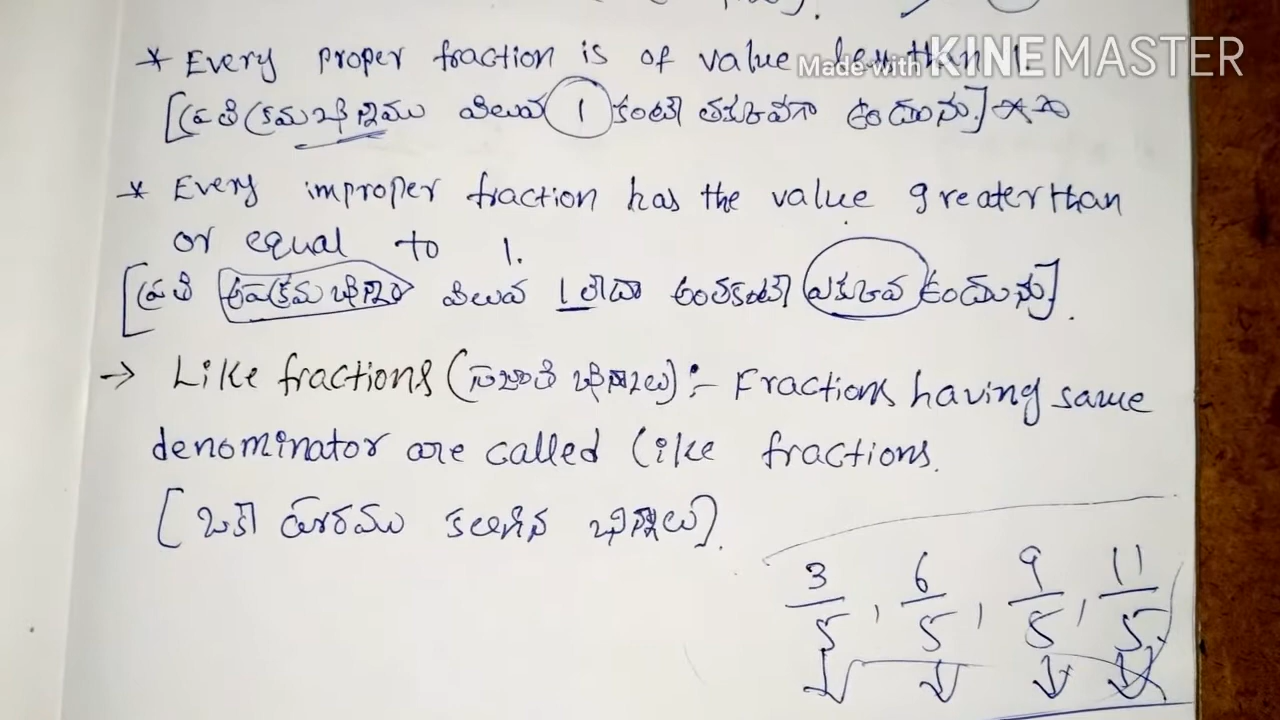 * Every proper fraction is of value less than 1.
Made with KINEMASTER
[ప్రతి క్రమభిన్నము విలువ 1 కంటే తక్కువగా ఉండును]
* Every improper fraction has the value greater than
or equal to 1.
[ప్రతి అపక్రమ భిన్నం విలువ 1 లేదా అంతకంటే ఎక్కువ ఉండును].
→ Like fractions (సజాతి భిన్నాలు) :- Fractions having same
denominator are called like fractions.
[ఒకే హారము కలిగిన భిన్నాలు].
3/5, 6/5, 9/5, 11/5